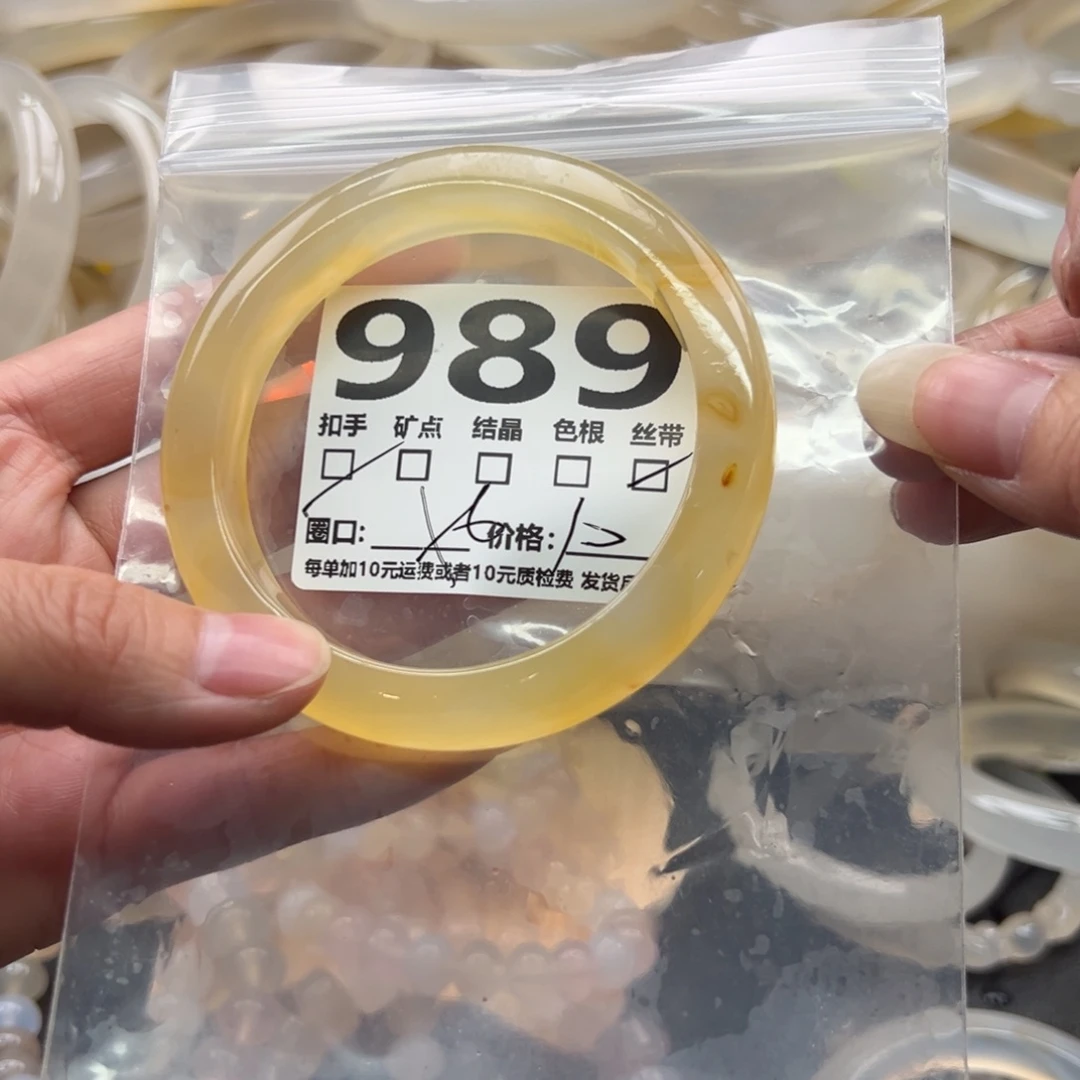 989
扣手 矿点 结晶 色根 丝带
圈口: 价格:
每单加10元运费或者10元质检费 发货